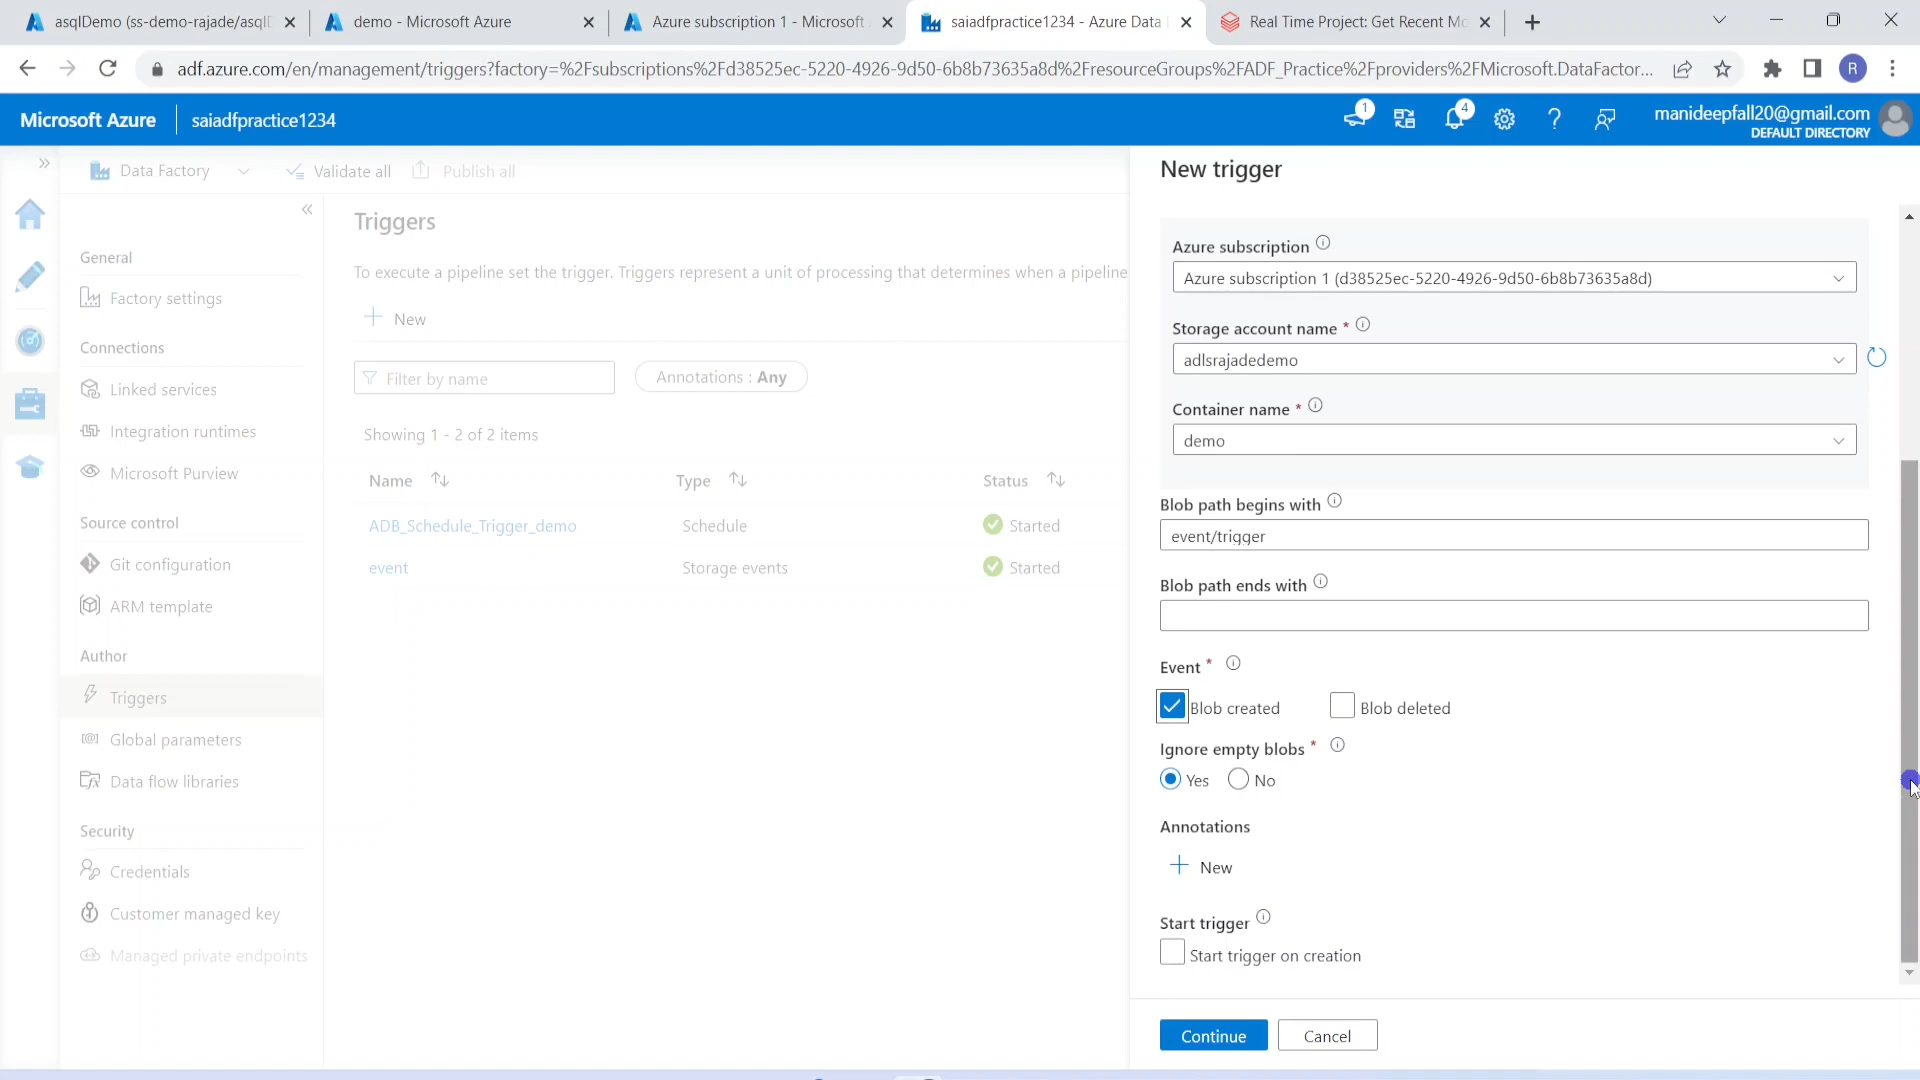 asqlDemo (ss-demo-rajade/asqlD
demo - Microsoft Azure
Azure subscription 1 - Microsoft
saiadfpractice1234 - Azure Data
Real Time Project: Get Recent Mo
adf.azure.com/en/management/triggers?factory=%2Fsubscriptions%2Fd38525ec-5220-4926-9d50-6b8b73635a8d%2FresourceGroups%2FADF_Practice%2Fproviders%2FMicrosoft.DataFactor...
R
Microsoft Azure
saiadfpractice1234
1
4
manideepfall20@gmail.com
DEFAULT DIRECTORY
Data Factory
Validate all
Publish all
General
Factory settings
Connections
Linked services
Integration runtimes
Microsoft Purview
Source control
Git configuration
ARM template
Author
Triggers
Global parameters
Data flow libraries
Security
Credentials
Customer managed key
Managed private endpoints
Triggers
To execute a pipeline set the trigger. Triggers represent a unit of processing that determines when a pipeline
New
Filter by name
Annotations : Any
Showing 1 - 2 of 2 items
Name Type Status
ADB_Schedule_Trigger_demo Schedule Started
event Storage events Started
New trigger
Azure subscription
Azure subscription 1 (d38525ec-5220-4926-9d50-6b8b73635a8d)
Storage account name *
adlsrajadedemo
Container name *
demo
Blob path begins with
event/trigger
Blob path ends with
Event *
Blob created Blob deleted
Ignore empty blobs *
Yes No
Annotations
New
Start trigger
Start trigger on creation
Continue Cancel